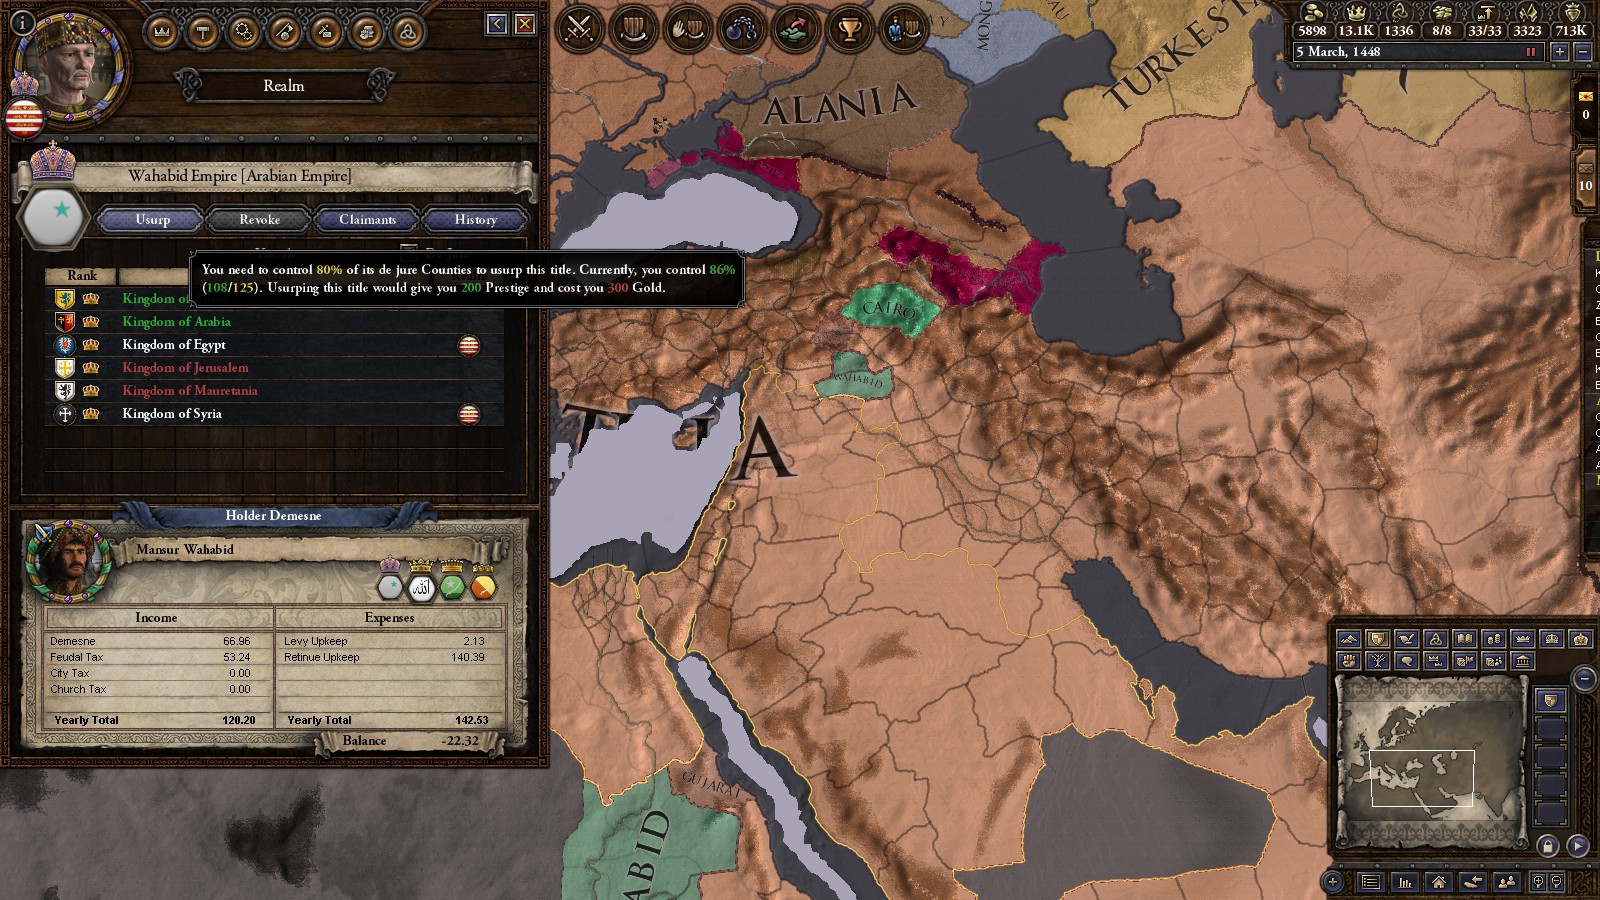 Realm
Wahabid Empire [Arabian Empire]
Usurp
Revoke
Claimants
History
You need to control 80% of its de jure Counties to usurp this title. Currently, you control 86%
(108/125). Usurping this title would give you 200 Prestige and cost you 300 Gold.
Rank
Kingdom of
Kingdom of Arabia
Kingdom of Egypt
Kingdom of Jerusalem
Kingdom of Mauretania
Kingdom of Syria
Holder Demesne
Mansur Wahabid
Income
Expenses
Demesne 66.96
Levy Upkeep 2.13
Feudal Tax 53.24
Retinue Upkeep 140.39
City Tax 0.00
Church Tax 0.00
Yearly Total 120.20
Yearly Total 142.53
Balance -22.32
5898 13.1K 1336 8/8 33/33 3323 713K
5 March, 1448
0
10
MONG
AU
TURKESTA
ALANIA
CAIRO
WAHABID
A
GUJARAT
ABID